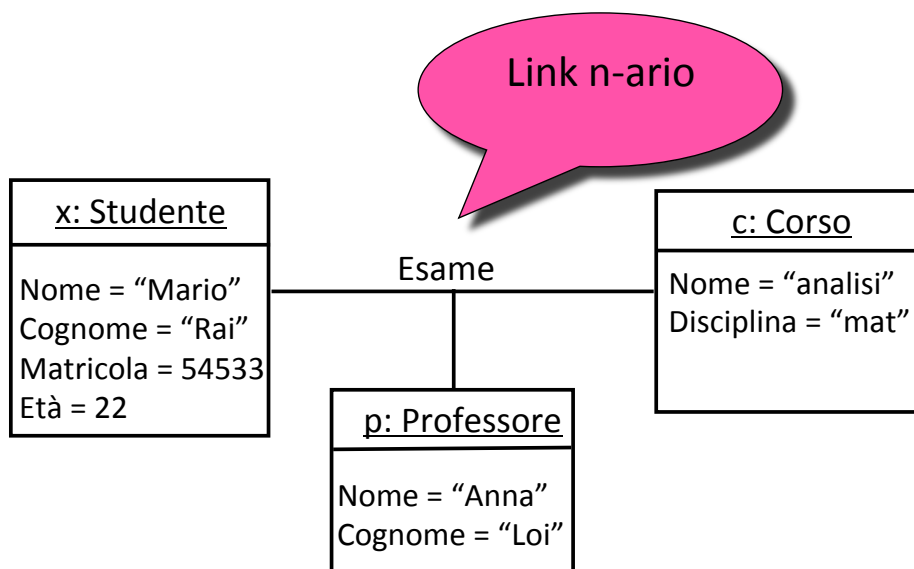 Link n-ario
x: Studente
Nome = “Mario”
Cognome = “Rai”
Matricola = 54533
Età = 22
Esame
c: Corso
Nome = “analisi”
Disciplina = “mat”
p: Professore
Nome = “Anna”
Cognome = “Loi”